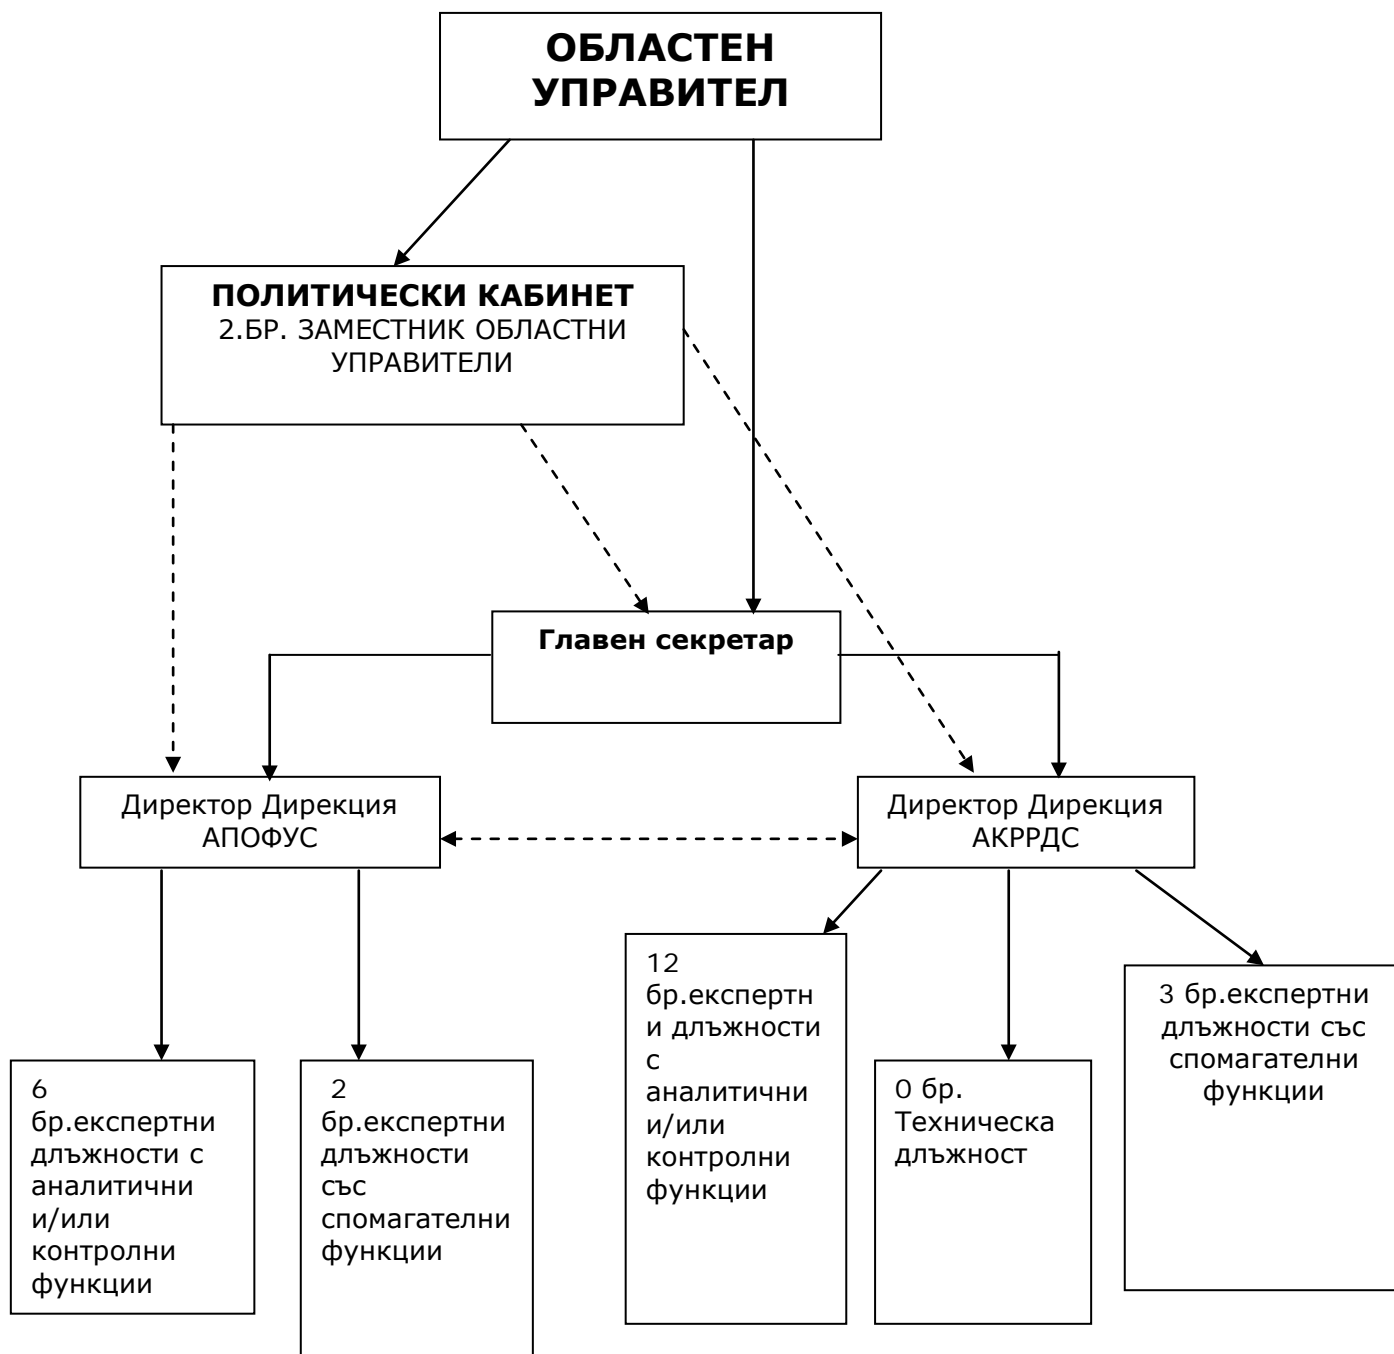 ОБЛАСТЕН
УПРАВИТЕЛ
ПОЛИТИЧЕСКИ КАБИНЕТ
2.БР. ЗАМЕСТНИК ОБЛАСТНИ
УПРАВИТЕЛИ
Главен секретар
Директор Дирекция
АПОФУС
Директор Дирекция
АКРРДС
6
бр.експертни
длъжности с
аналитични
и/или
контролни
функции
2
бр.експертни
длъжности
със
спомагателни
функции
12
бр.експертн
и длъжности
с
аналитични
и/или
контролни
функции
0 бр.
Техническа
длъжност
3 бр.експертни
длъжности със
спомагателни
функции